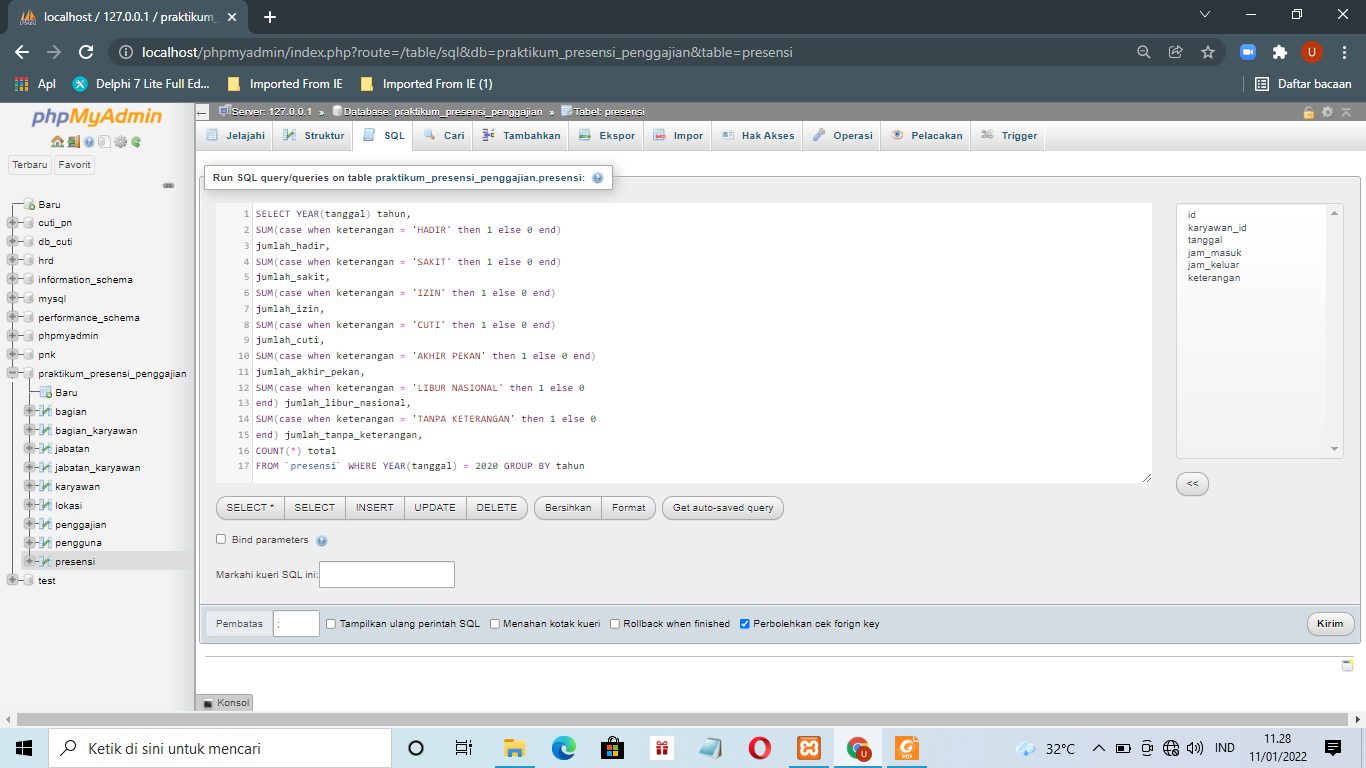 localhost / 127.0.0.1 / praktikum_
localhost/phpmyadmin/index.php?route=/table/sql&db=praktikum_presensi_penggajian&table=presensi
U
Apl
Delphi 7 Lite Full Ed...
Imported From IE
Imported From IE (1)
Daftar bacaan
phpMyAdmin
Terbaru
Favorit
Baru
cuti_pn
db_cuti
hrd
information_schema
mysql
performance_schema
phpmyadmin
pnk
praktikum_presensi_penggajian
Baru
bagian
bagian_karyawan
jabatan
jabatan_karyawan
karyawan
lokasi
penggajian
pengguna
presensi
test
Server: 127.0.0.1 » Database: praktikum_presensi_penggajian » Tabel: presensi
Jelajahi
Struktur
SQL
Cari
Tambahkan
Ekspor
Impor
Hak Akses
Operasi
Pelacakan
Trigger
Run SQL query/queries on table praktikum_presensi_penggajian.presensi:
1 SELECT YEAR(tanggal) tahun,
2 SUM(case when keterangan = 'HADIR' then 1 else 0 end)
3 jumlah_hadir,
4 SUM(case when keterangan = 'SAKIT' then 1 else 0 end)
5 jumlah_sakit,
6 SUM(case when keterangan = 'IZIN' then 1 else 0 end)
7 jumlah_izin,
8 SUM(case when keterangan = 'CUTI' then 1 else 0 end)
9 jumlah_cuti,
10 SUM(case when keterangan = 'AKHIR PEKAN' then 1 else 0 end)
11 jumlah_akhir_pekan,
12 SUM(case when keterangan = 'LIBUR NASIONAL' then 1 else 0
13 end) jumlah_libur_nasional,
14 SUM(case when keterangan = 'TANPA KETERANGAN' then 1 else 0
15 end) jumlah_tanpa_keterangan,
16 COUNT(*) total
17 FROM `presensi` WHERE YEAR(tanggal) = 2020 GROUP BY tahun
id
karyawan_id
tanggal
jam_masuk
jam_keluar
keterangan
<<
SELECT *
SELECT
INSERT
UPDATE
DELETE
Bersihkan
Format
Get auto-saved query
Bind parameters
Markahi kueri SQL ini:
Pembatas
;
Tampilkan ulang perintah SQL
Menahan kotak kueri
Rollback when finished
Perbolehkan cek forign key
Kirim
Konsol
Ketik di sini untuk mencari
U
PDF
32°C
IND
11.28
11/01/2022